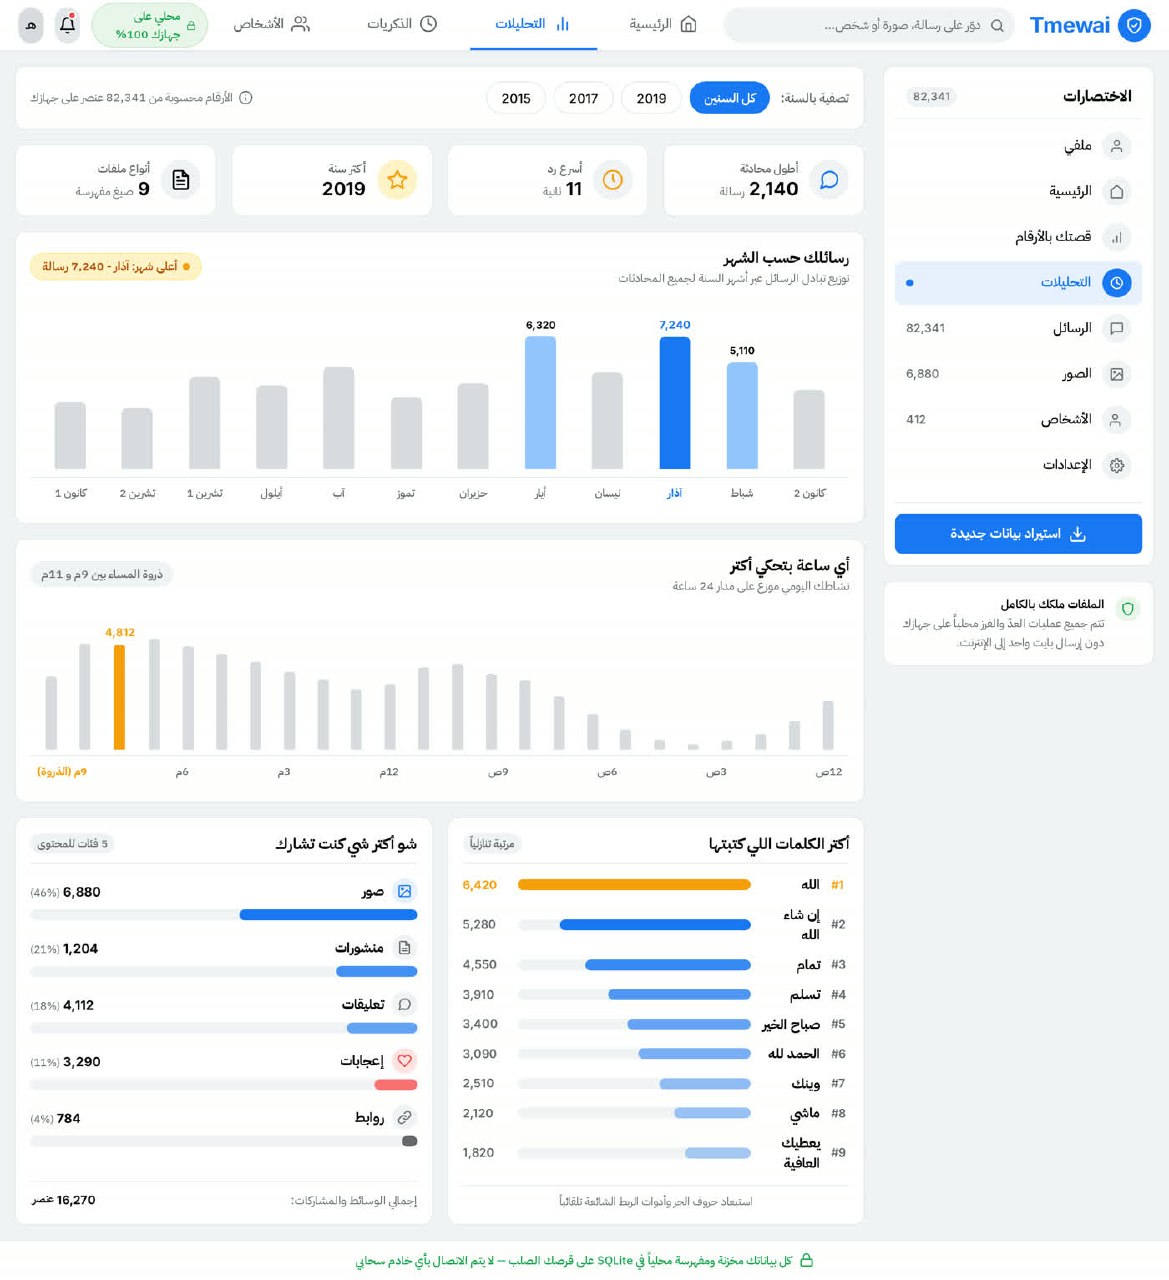 Tmewai
دوّر على رسالة، صورة أو شخص...
الرئيسية
التحليلات
الذكريات
الأشخاص
محلي على جهازك 100%
هـ
الاختصارات
82,341
ملفي
الرئيسية
قصتك بالأرقام
التحليلات
الرسائل 82,341
الصور 6,880
الأشخاص 412
الإعدادات
استيراد بيانات جديدة
الملفات ملكك بالكامل
تتم جميع عمليات العدّ والفرز محلياً على جهازك
دون إرسال بايت واحد إلى الإنترنت.
تصفية بالسنة: كل السنين 2019 2017 2015
الأرقام محسوبة من 82,341 عنصر على جهازك
أطول محادثة
2,140 رسالة
أسرع رد
11 ثانية
أكثر سنة
2019
أنواع ملفات
9 صيغ مفهرسة
رسائلك حسب الشهر
توزيع تبادل الرسائل عبر أشهر السنة لجميع المحادثات
أعلى شهر: آذار - 7,240 رسالة
5,110
7,240
6,320
كانون 2 شباط آذار نيسان أيار حزيران تموز آب أيلول تشرين 1 تشرين 2 كانون 1
أي ساعة بتحكي أكتر
نشاطك اليومي موزع على مدار 24 ساعة
ذروة المساء بين 9م و 11م
4,812
12ص 3ص 6ص 9ص 12م 3م 6م 9م (الذروة)
أكتر الكلمات اللي كتبتها
مرتبة تنازلياً
#1 الله 6,420
#2 إن شاء الله 5,280
#3 تمام 4,550
#4 تسلم 3,910
#5 صباح الخير 3,400
#6 الحمد لله 3,090
#7 وينك 2,510
#8 ماشي 2,120
#9 يعطيك العافية 1,820
استبعاد حروف الجر وأدوات الربط الشائعة تلقائياً
شو أكتر شي كنت تشارك
5 فئات للمحتوى
صور 6,880 (46%)
منشورات 1,204 (21%)
تعليقات 4,112 (18%)
إعجابات 3,290 (11%)
روابط 784 (4%)
إجمالي الوسائط والمشاركات: 16,270 عنصر
كل بياناتك مخزنة ومفهرسة محلياً في SQLite على قرصك الصلب — لا يتم الاتصال بأي خادم سحابي